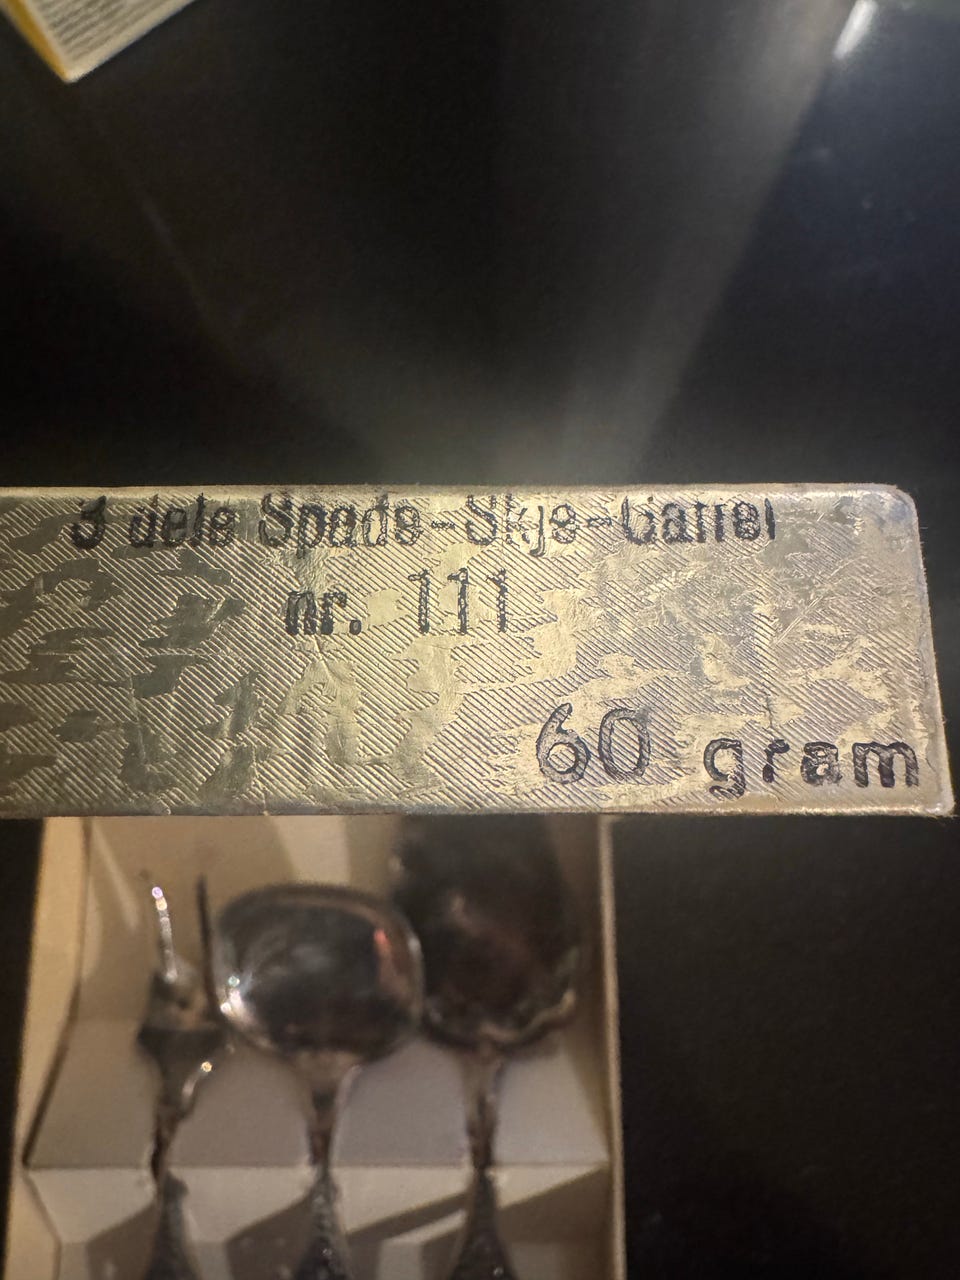 3 dele Spade-Skje-Gaffel
nr. 111
60 gram